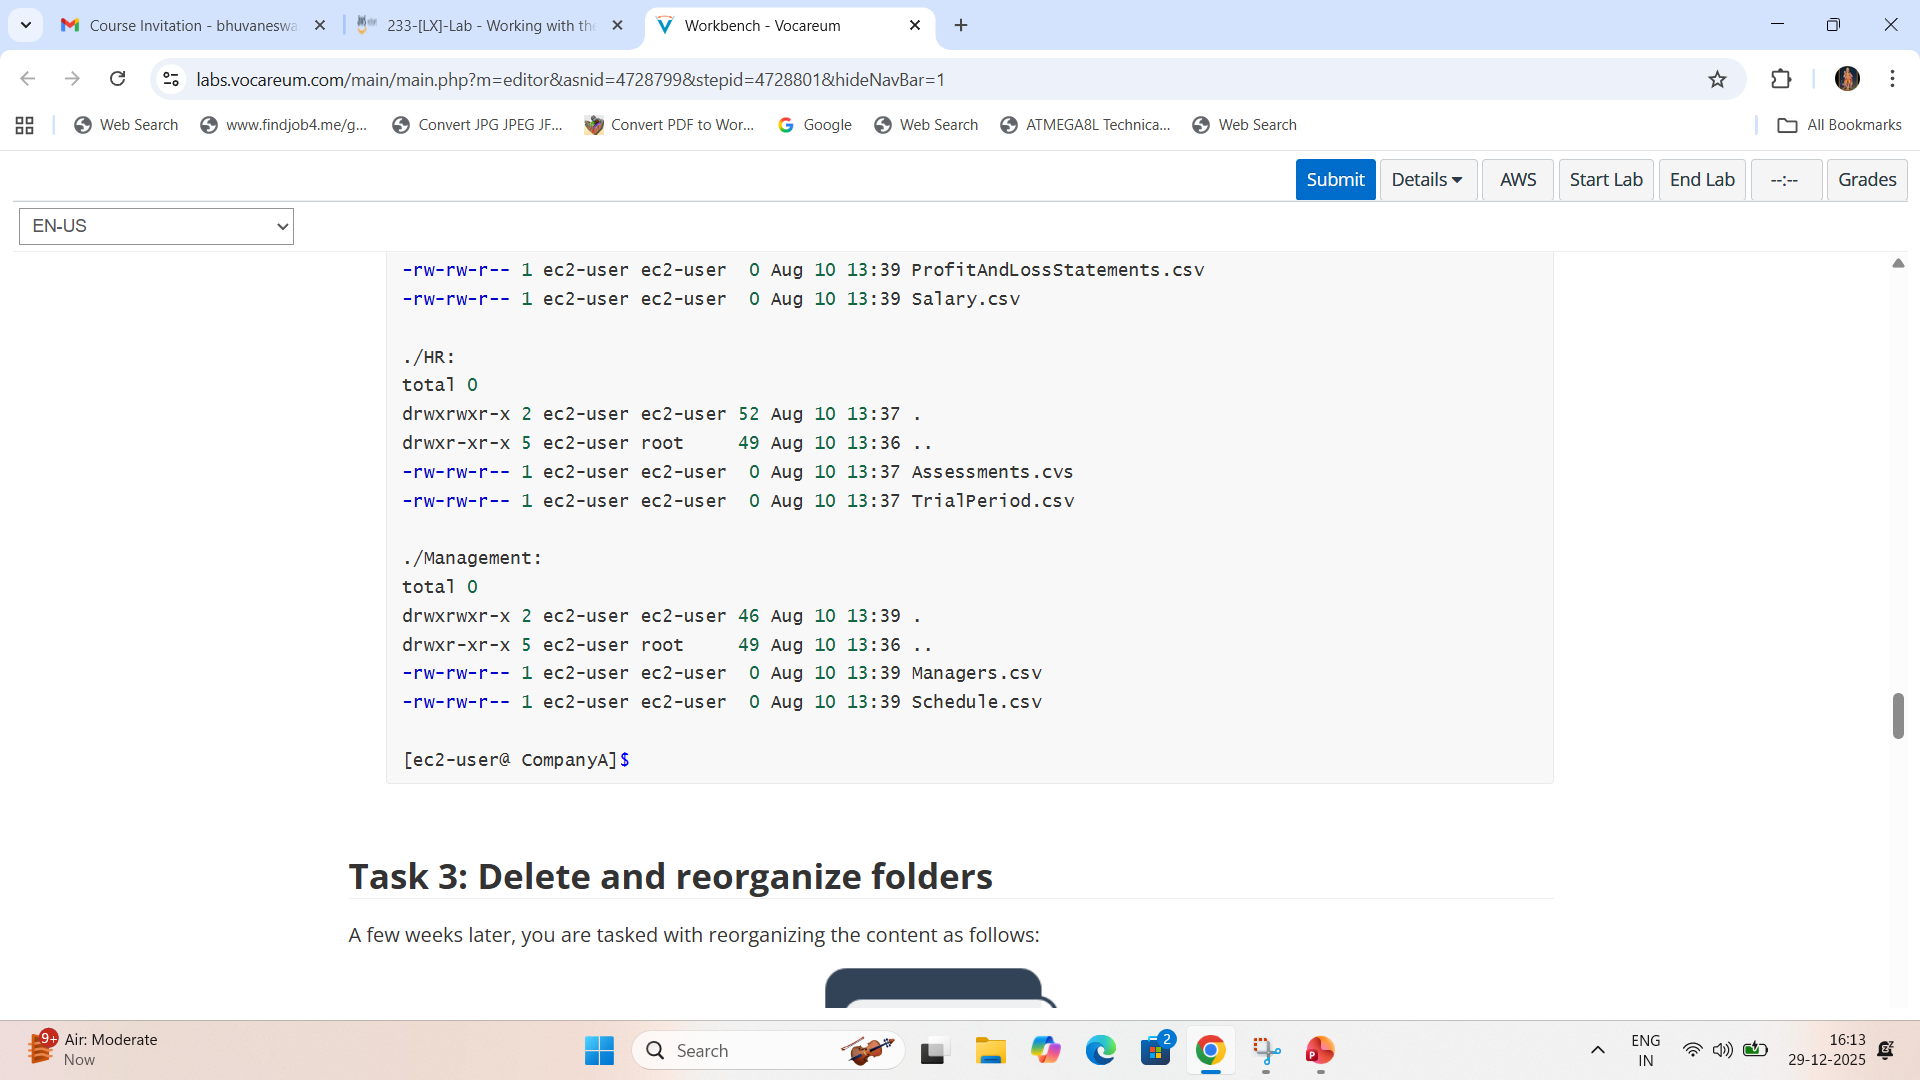 Course Invitation - bhuvaneswa
233-[LX]-Lab - Working with the
Workbench - Vocareum
labs.vocareum.com/main/main.php?m=editor&asnid=4728799&stepid=4728801&hideNavBar=1
Web Search
www.findjob4.me/g...
Convert JPG JPEG JF...
Convert PDF to Wor...
Google
Web Search
ATMEGA8L Technica...
Web Search
All Bookmarks
Submit
Details
AWS
Start Lab
End Lab
--:--
Grades
EN-US
-rw-rw-r-- 1 ec2-user ec2-user  0 Aug 10 13:39 ProfitAndLossStatements.csv
-rw-rw-r-- 1 ec2-user ec2-user  0 Aug 10 13:39 Salary.csv
./HR:
total 0
drwxrwxr-x 2 ec2-user ec2-user 52 Aug 10 13:37 .
drwxr-xr-x 5 ec2-user root     49 Aug 10 13:36 ..
-rw-rw-r-- 1 ec2-user ec2-user  0 Aug 10 13:37 Assessments.cvs
-rw-rw-r-- 1 ec2-user ec2-user  0 Aug 10 13:37 TrialPeriod.csv
./Management:
total 0
drwxrwxr-x 2 ec2-user ec2-user 46 Aug 10 13:39 .
drwxr-xr-x 5 ec2-user root     49 Aug 10 13:36 ..
-rw-rw-r-- 1 ec2-user ec2-user  0 Aug 10 13:39 Managers.csv
-rw-rw-r-- 1 ec2-user ec2-user  0 Aug 10 13:39 Schedule.csv
[ec2-user@ CompanyA]$
Task 3: Delete and reorganize folders
A few weeks later, you are tasked with reorganizing the content as follows:
9+
Air: Moderate
Now
Search
2
ENG
IN
16:13
29-12-2025